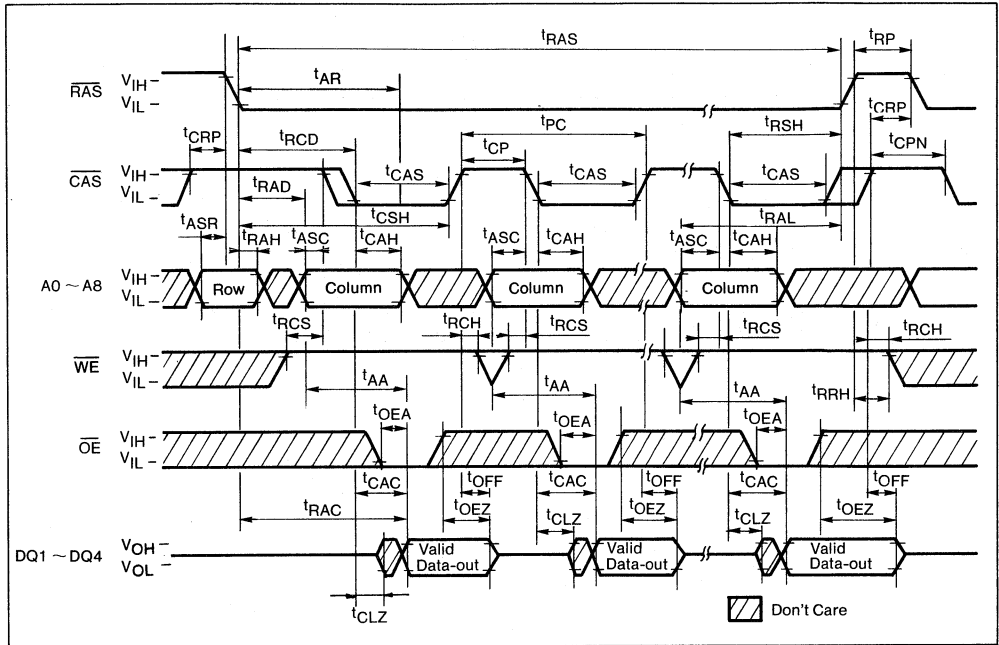 tRAS
tRP
tAR
RAS
VIH
VIL
tCRP
tRCD
tPC
tRSH
tCRP
tCP
tCPN
CAS
VIH
VIL
tRAD
tCAS
tCAS
tCAS
tCSH
tRAL
tASR
tRAH
tASC
tCAH
tASC
tCAH
tASC
tCAH
A0 ~ A8
VIH
VIL
Row
Column
Column
Column
tRCS
tRCH
tRCS
tRCS
tRCH
WE
VIH
VIL
tAA
tAA
tAA
tRRH
tOEA
tOEA
tOEA
OE
VIH
VIL
tCAC
tOFF
tCAC
tOFF
tCAC
tOFF
tRAC
tOEZ
tCLZ
tOEZ
tCLZ
tOEZ
DQ1 ~ DQ4
VOH
VOL
Valid Data-out
Valid Data-out
Valid Data-out
tCLZ
Don't Care